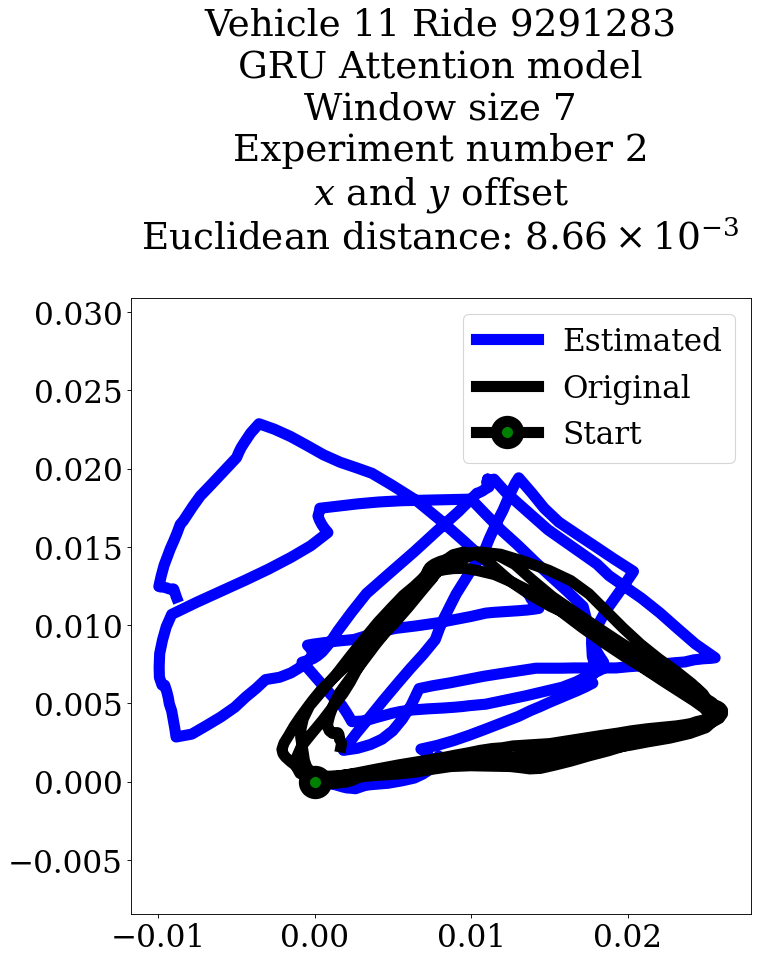 Vehicle 11 Ride 9291283
GRU Attention model
Window size 7
Experiment number 2
x and y offset
Euclidean distance: 8.66 × 10⁻³
Estimated
Original
Start
0.030
0.025
0.020
0.015
0.010
0.005
0.000
−0.005
−0.01 0.00 0.01 0.02